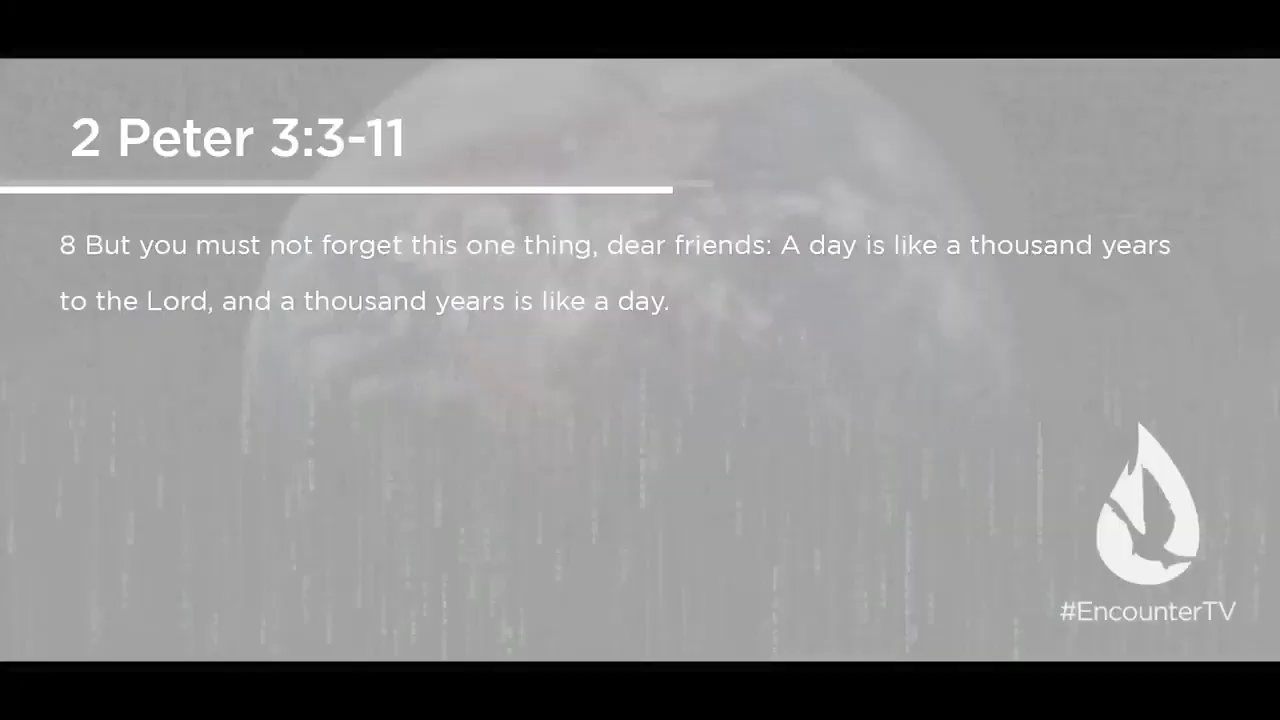 2 Peter 3:3-11
8 But you must not forget this one thing, dear friends: A day is like a thousand years
to the Lord, and a thousand years is like a day.
#EncounterTV